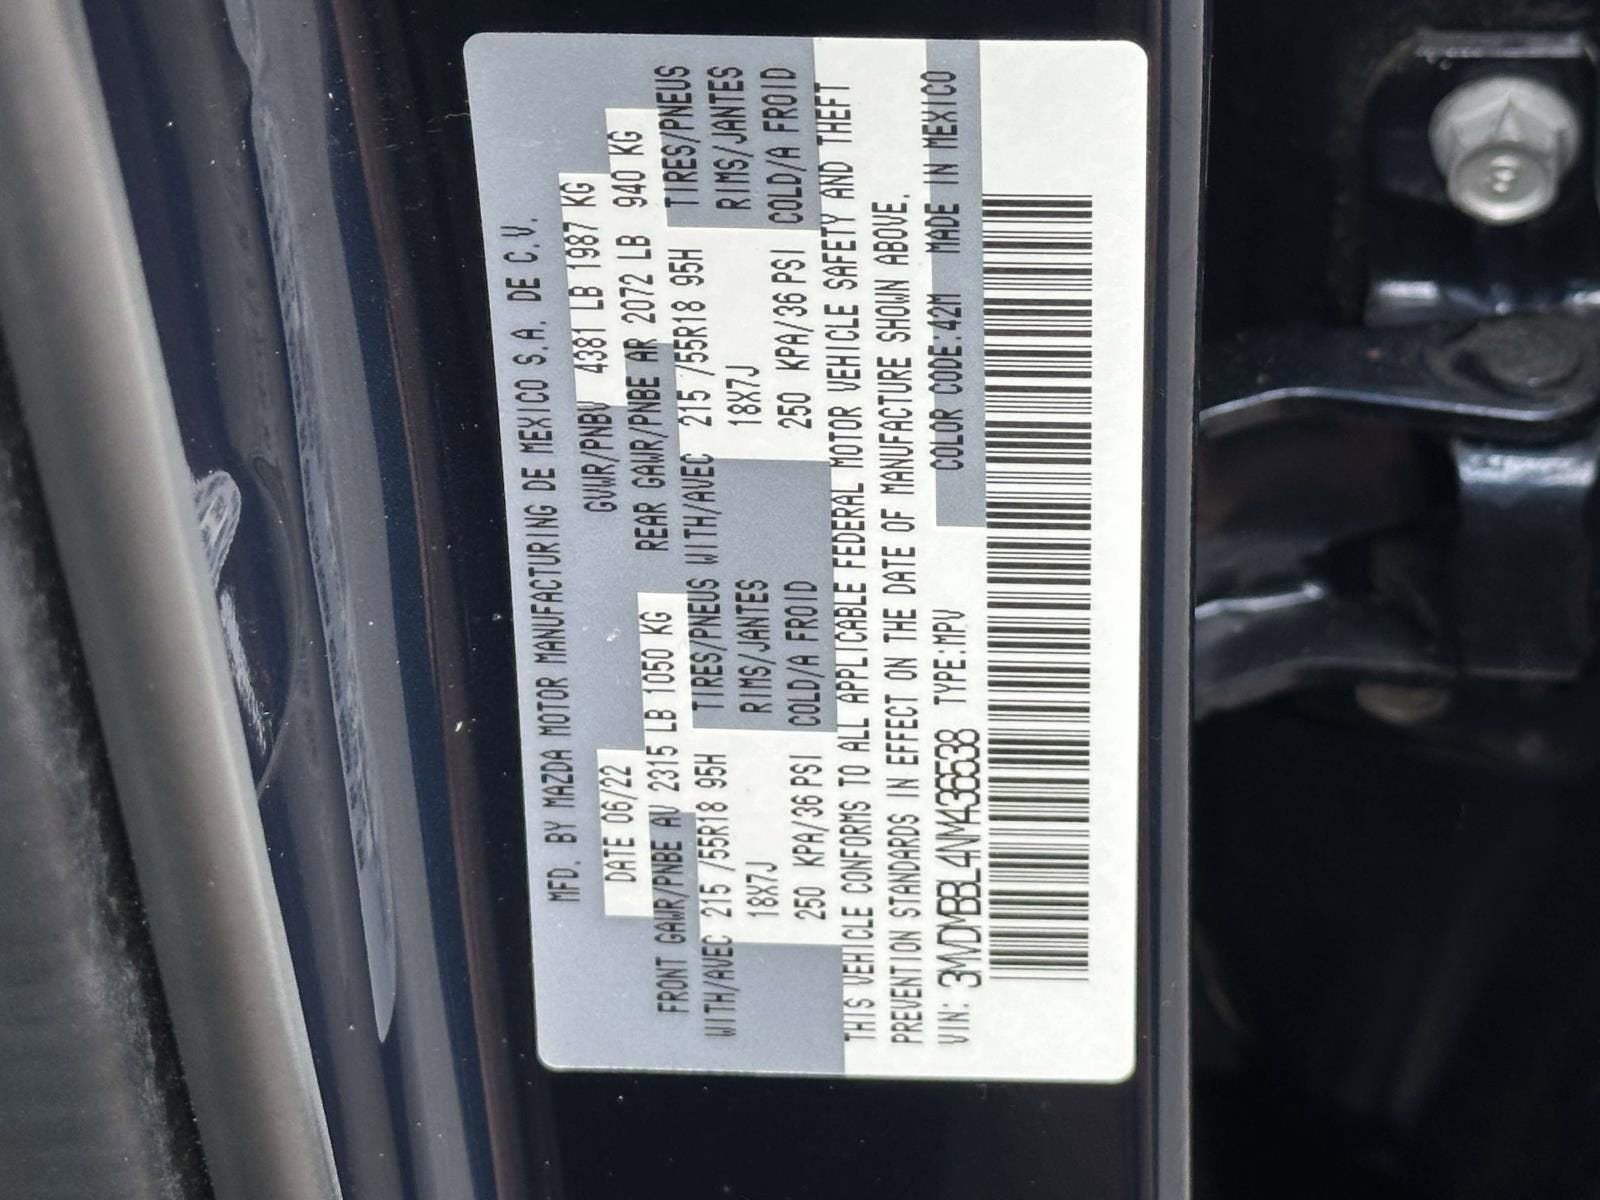 MFD. BY MAZDA MOTOR MANUFACTURING DE MEXICO S.A. DE C.V.
DATE 06/22 GVWR/PNBV 4381 LB 1987 KG
FRONT GAWR/PNBE AV 2315 LB 1050 KG REAR GAWR/PNBE AR 2072 LB 940 KG
WITH/AVEC 215 /55R18 95H TIRES/PNEUS WITH/AVEC 215 /55R18 95H TIRES/PNEUS
18X7J RIMS/JANTES 18X7J RIMS/JANTES
250 KPA/36 PSI COLD/A FROID 250 KPA/36 PSI COLD/A FROID
THIS VEHICLE CONFORMS TO ALL APPLICABLE FEDERAL MOTOR VEHICLE SAFETY AND THEFT
PREVENTION STANDARDS IN EFFECT ON THE DATE OF MANUFACTURE SHOWN ABOVE.
VIN: 3MVDMBBL4NM436638 TYPE:MPV COLOR CODE:42M MADE IN MEXICO